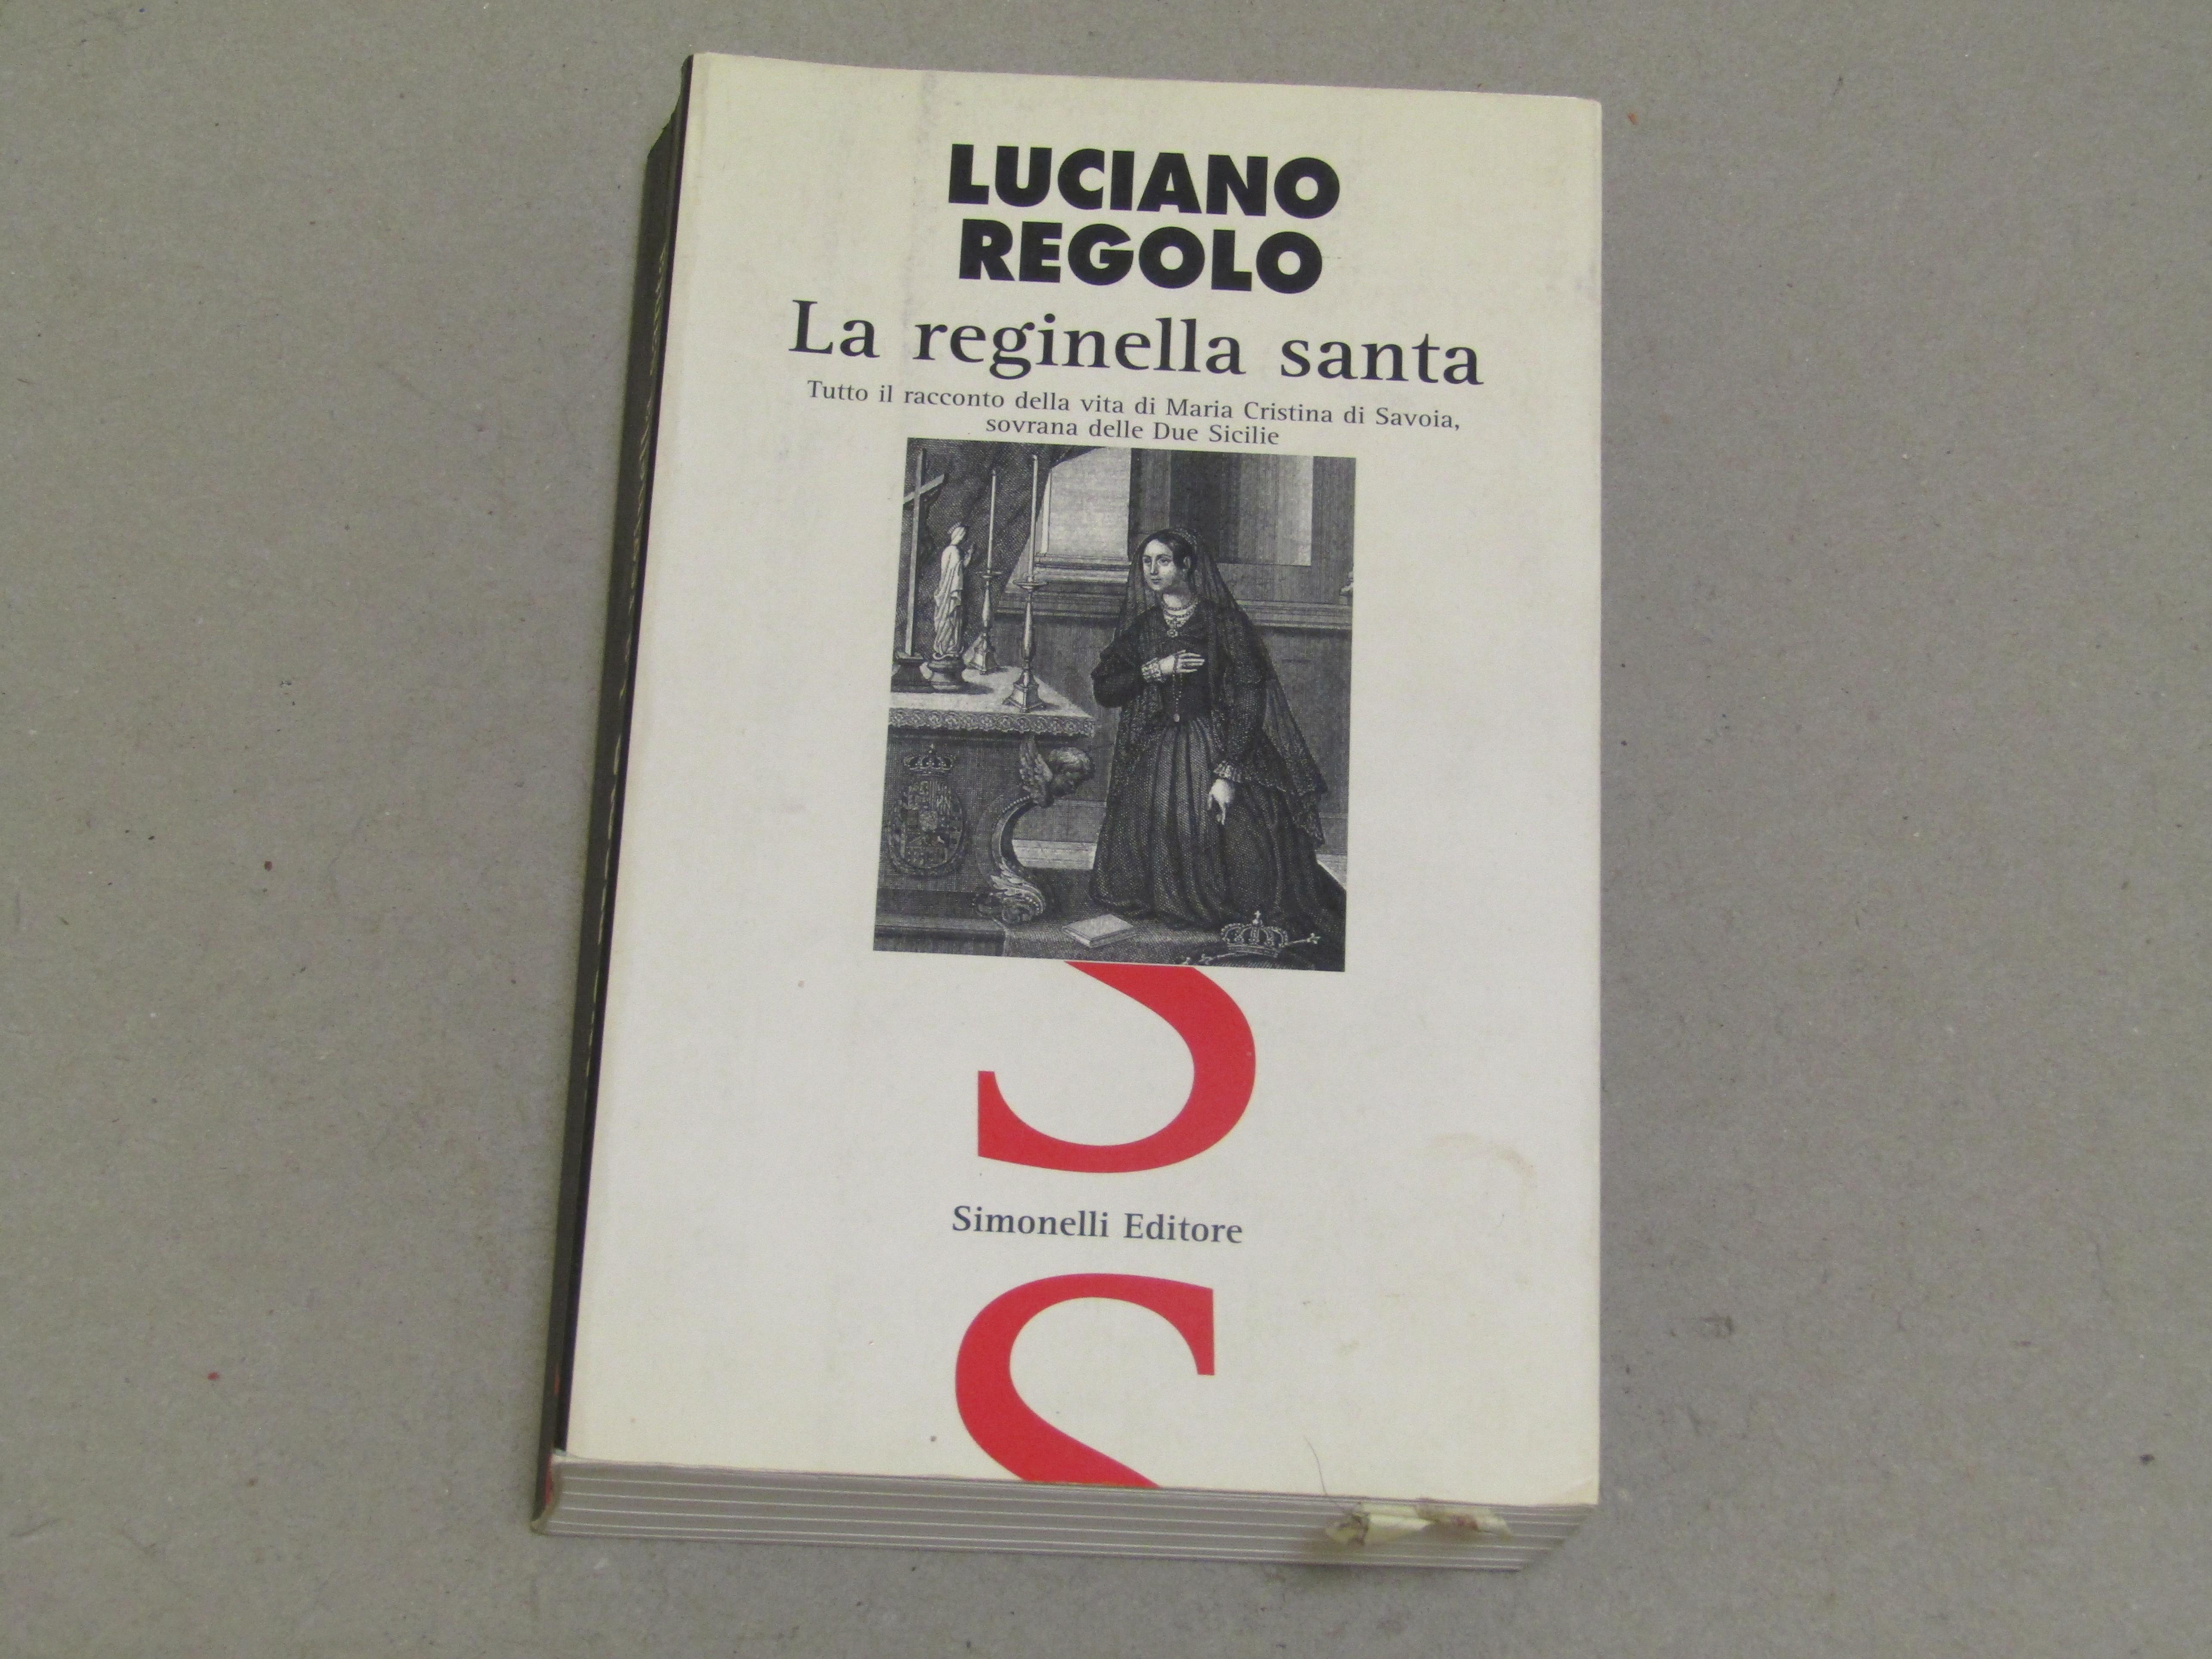 LUCIANO
REGOLO
La reginella santa
Tutto il racconto della vita di Maria Cristina di Savoia,
sovrana delle Due Sicilie
S
Simonelli Editore
S